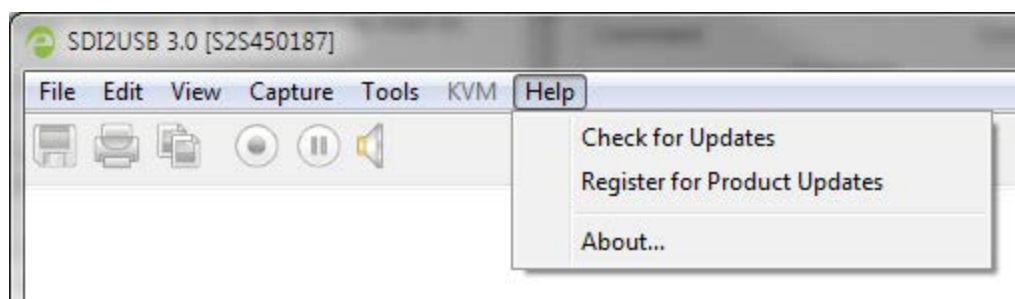 SDI2USB 3.0 [S2S450187]
File Edit View Capture Tools KVM Help
Check for Updates
Register for Product Updates
About...